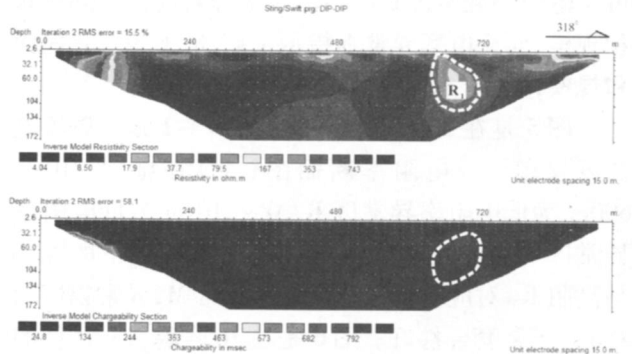 Sting/Swift prg: DIP-DIP
Depth Iteration 2 RMS error = 15.5 % 318°
0.0 240 480 720 m.
2.6
32.1
60.0
R₁
194.
134
172.
Inverse Model Resistivity Section
4.04 8.50 17.9 37.7 79.5 167 353 743
Resistivity in ohm.m Unit electrode spacing 15.0 m.
Depth Iteration 2 RMS error = 58.1
0.0 240 480 720 m.
2.6
32.1
60.0
194
134
172.
Inverse Model Chargeability Section
24.8 134 244 353 463 573 682 792
Chargeability in msec Unit electrode spacing 15.0 m.